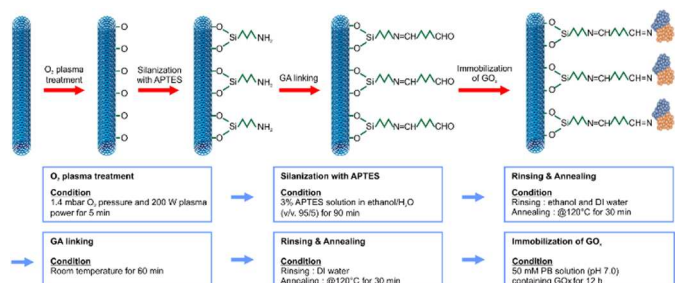 O₂ plasma
treatment
Silanization
with APTES
GA linking
Immobilization
of GOₓ
O
O
O
O
O
O
O
Si
NH₂
O
O
Si
NH₂
O
O
Si
NH₂
O
O
Si
N=CH
CHO
O
O
Si
N=CH
CHO
O
O
Si
N=CH
CHO
O
O
Si
N=CH
CH=N
O
O
Si
N=CH
CH=N
O
O
Si
N=CH
CH=N
O
O₂ plasma treatment
Condition
1.4 mbar O₂ pressure and 200 W plasma
power for 5 min
Silanization with APTES
Condition
3% APTES solution in ethanol/H₂O
(v/v. 95/5) for 90 min
Rinsing & Annealing
Condition
Rinsing : ethanol and DI water
Annealing : @120°C for 30 min
GA linking
Condition
Room temperature for 60 min
Rinsing & Annealing
Condition
Rinsing : DI water
Annealing : @120°C for 30 min
Immobilization of GOₓ
Condition
50 mM PB solution (pH 7.0)
containing GOx for 12 h